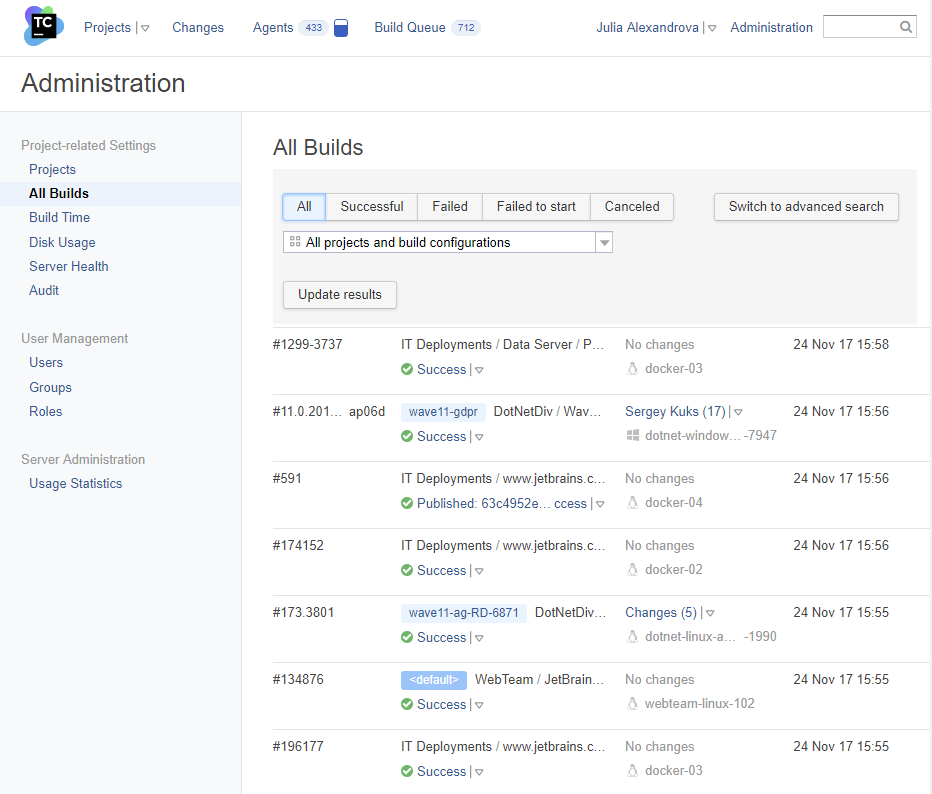 TC Projects Changes Agents 433 Build Queue 712 Julia Alexandrova Administration
Administration
Project-related Settings
Projects
All Builds
Build Time
Disk Usage
Server Health
Audit
User Management
Users
Groups
Roles
Server Administration
Usage Statistics
All Builds
All Successful Failed Failed to start Canceled Switch to advanced search
All projects and build configurations
Update results
#1299-3737 IT Deployments / Data Server / P... No changes 24 Nov 17 15:58
Success docker-03
#11.0.201... ap06d wave11-gdpr DotNetDiv / Wav... Sergey Kuks (17) 24 Nov 17 15:56
Success dotnet-window... -7947
#591 IT Deployments / www.jetbrains.c... No changes 24 Nov 17 15:56
Published: 63c4952e... ccess docker-04
#174152 IT Deployments / www.jetbrains.c... No changes 24 Nov 17 15:56
Success docker-02
#173.3801 wave11-ag-RD-6871 DotNetDiv... Changes (5) 24 Nov 17 15:55
Success dotnet-linux-a... -1990
#134876 <default> WebTeam / JetBrain... No changes 24 Nov 17 15:55
Success webteam-linux-102
#196177 IT Deployments / www.jetbrains.c... No changes 24 Nov 17 15:55
Success docker-03